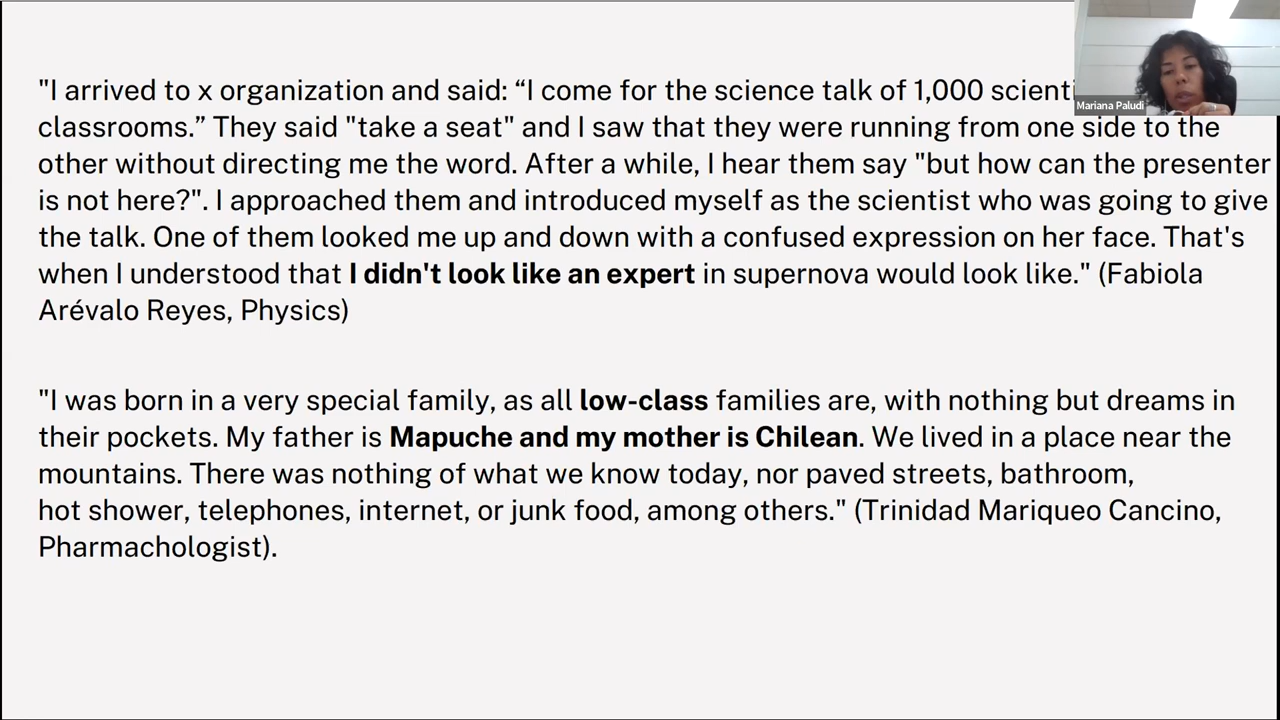 "I arrived to x organization and said: “I come for the science talk of 1,000
classrooms.” They said "take a seat" and I saw that they were running from one side to the
other without directing me the word. After a while, I hear them say "but how can the presenter
is not here?". I approached them and introduced myself as the scientist who was going to give
the talk. One of them looked me up and down with a confused expression on her face. That's
when I understood that I didn't look like an expert in supernova would look like." (Fabiola
Arévalo Reyes, Physics)
"I was born in a very special family, as all low-class families are, with nothing but dreams in
their pockets. My father is Mapuche and my mother is Chilean. We lived in a place near the
mountains. There was nothing of what we know today, nor paved streets, bathroom,
hot shower, telephones, internet, or junk food, among others." (Trinidad Mariqueo Cancino,
Pharmachologist).
Mariana Paludi